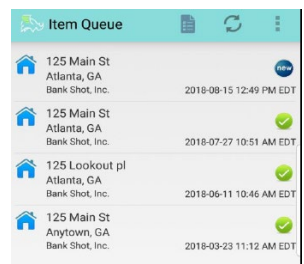 Item Queue
125 Main St
Atlanta, GA
new
Bank Shot, Inc.
2018-08-15 12:49 PM EDT
125 Main St
Atlanta, GA
Bank Shot, Inc.
2018-07-27 10:51 AM EDT
125 Lookout pl
Atlanta, GA
Bank Shot, Inc.
2018-06-11 10:46 AM EDT
125 Main St
Anytown, GA
Bank Shot, Inc.
2018-03-23 11:12 AM EDT